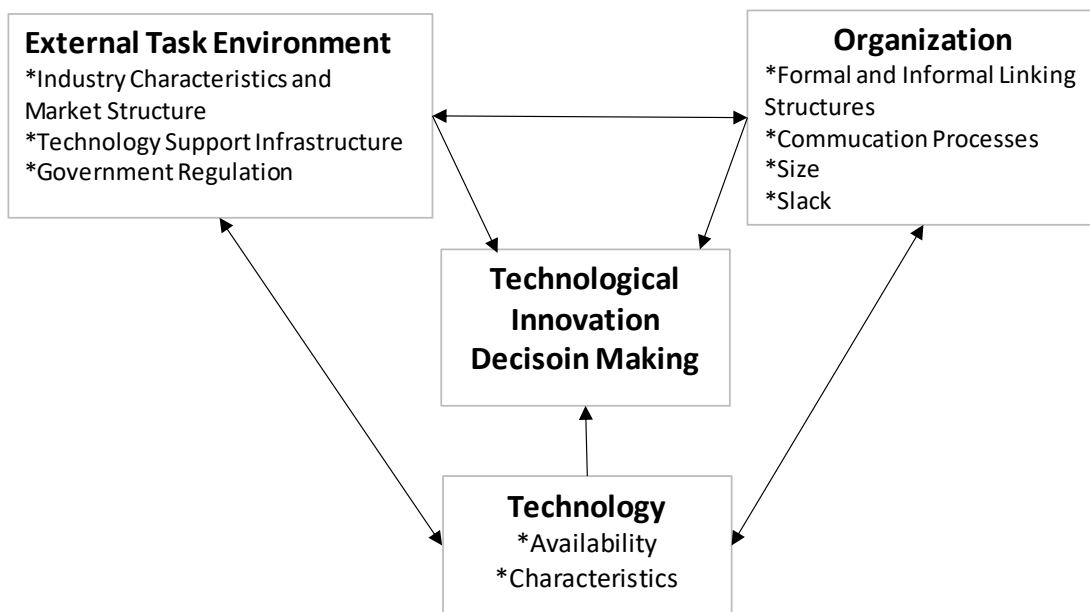 External Task Environment
*Industry Characteristics and
Market Structure
*Technology Support Infrastructure
*Government Regulation
Organization
*Formal and Informal Linking
Structures
*Commucation Processes
*Size
*Slack
Technological
Innovation
Decisoin Making
Technology
*Availability
*Characteristics